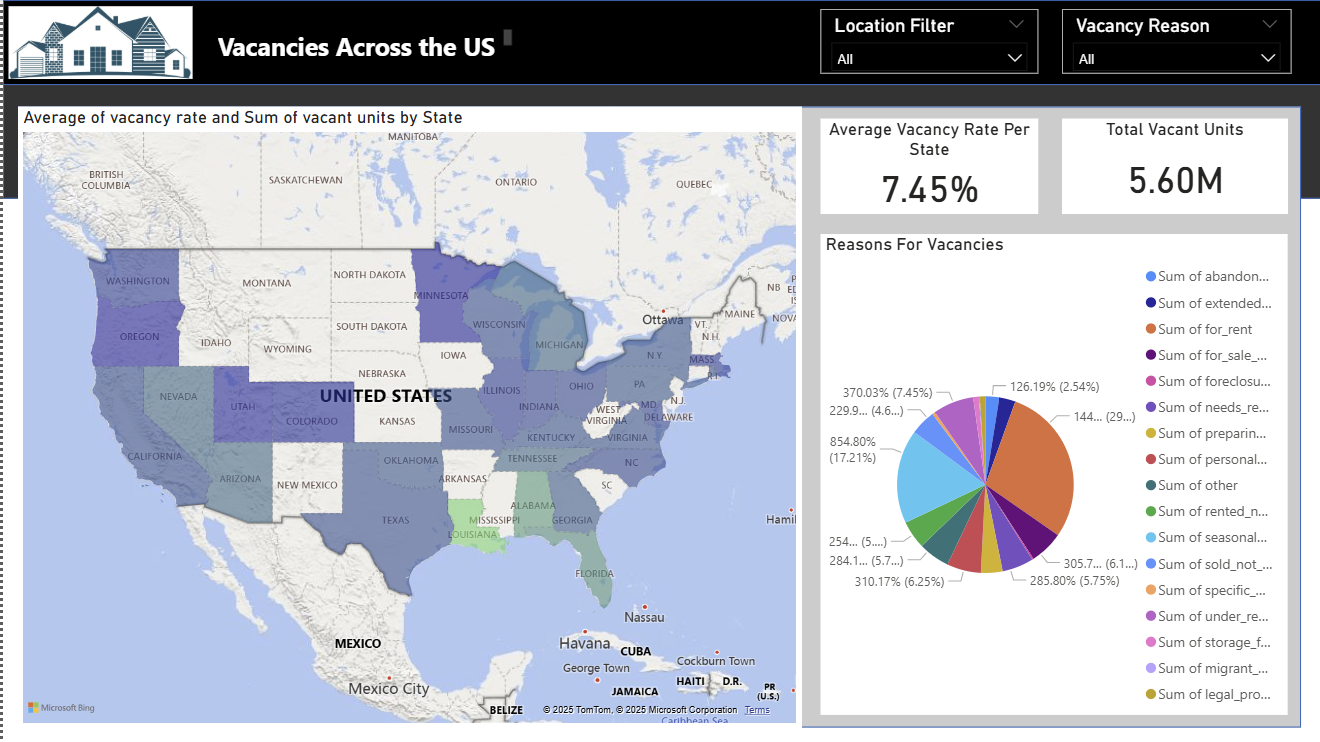 Vacancies Across the US
Location Filter
All
Vacancy Reason
All
Average of vacancy rate and Sum of vacant units by State
MANITOBA
BRITISH
COLUMBIA
SASKATCHEWAN
ONTARIO
QUEBEC
WASHINGTON
MONTANA
NORTH DAKOTA
MINNESOTA
NB
OREGON
IDAHO
SOUTH DAKOTA
WISCONSIN
MICHIGAN
Ottawa
VT.
N.H.
MAINE
NOVA
WYOMING
IOWA
N.Y.
MASS.
R.I.
NEBRASKA
NEVADA
UTAH
UNITED STATES
ILLINOIS
INDIANA
OHIO
PA
N.J.
COLORADO
KANSAS
MISSOURI
WEST
VIRGINIA
MD
DELAWARE
KENTUCKY
VIRGINIA
CALIFORNIA
ARIZONA
NEW MEXICO
OKLAHOMA
ARKANSAS
TENNESSEE
NC
SC
TEXAS
LOUISIANA
MISSISSIPPI
ALABAMA
GEORGIA
Hamil
FLORIDA
Nassau
MEXICO
Havana
CUBA
Cockburn Town
George Town
Mexico City
JAMAICA
HAITI
D.R.
PR
(U.S.)
BELIZE
Microsoft Bing
© 2025 TomTom, © 2025 Microsoft Corporation Terms
Caribbean Sea
Average Vacancy Rate Per
State
7.45%
Total Vacant Units
5.60M
Reasons For Vacancies
126.19% (2.54%)
144... (29...)
305.7... (6.1...)
285.80% (5.75%)
310.17% (6.25%)
284.1... (5.7...)
254... (5....)
854.80%
(17.21%)
229.9... (4.6...)
370.03% (7.45%)
Sum of abandon...
Sum of extended...
Sum of for_rent
Sum of for_sale_...
Sum of foreclosu...
Sum of needs_re...
Sum of preparin...
Sum of personal...
Sum of other
Sum of rented_n...
Sum of seasonal...
Sum of sold_not_...
Sum of specific_...
Sum of under_re...
Sum of storage_f...
Sum of migrant_...
Sum of legal_pro...